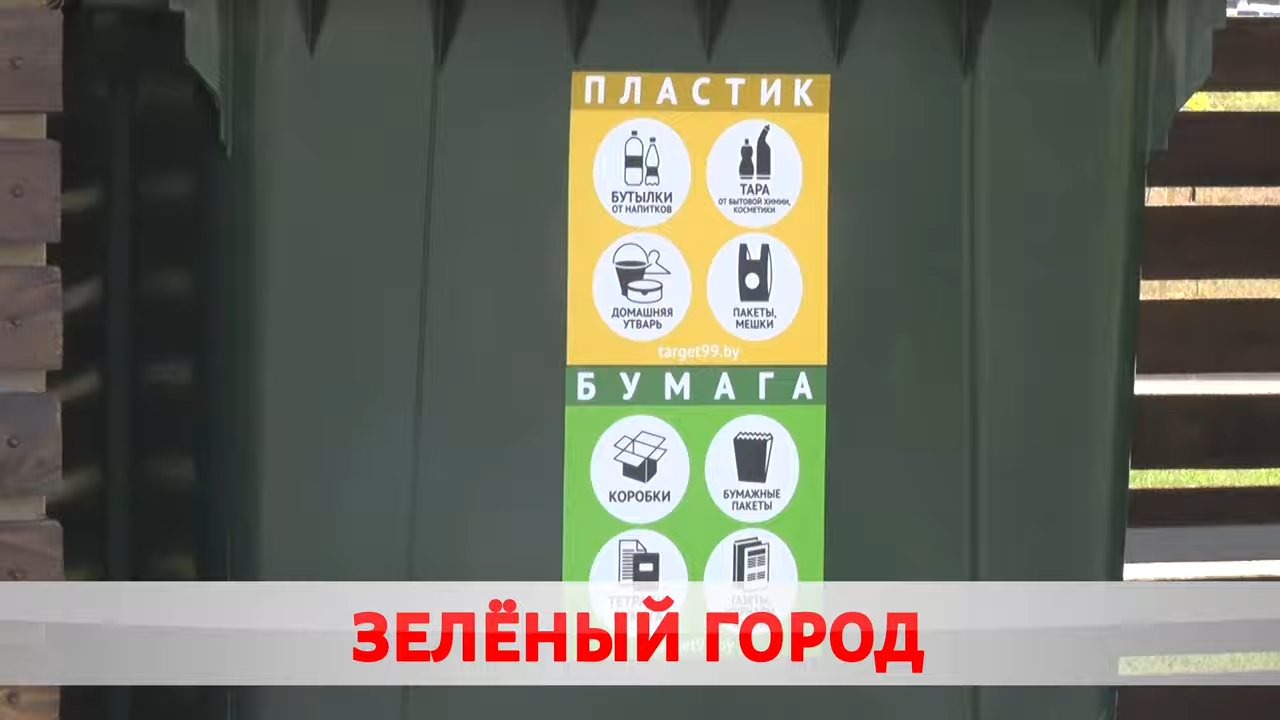 ПЛАСТИК
БУТЫЛКИ
ОТ НАПИТКОВ
ТАРА
ОТ БЫТОВОЙ ХИМИИ,
КОСМЕТИКИ
ДОМАШНЯЯ
УТВАРЬ
ПАКЕТЫ,
МЕШКИ
target99.by
БУМАГА
КОРОБКИ
БУМАЖНЫЕ
ПАКЕТЫ
ГАЗЕТЫ,
ЗЕЛЁНЫЙ ГОРОД